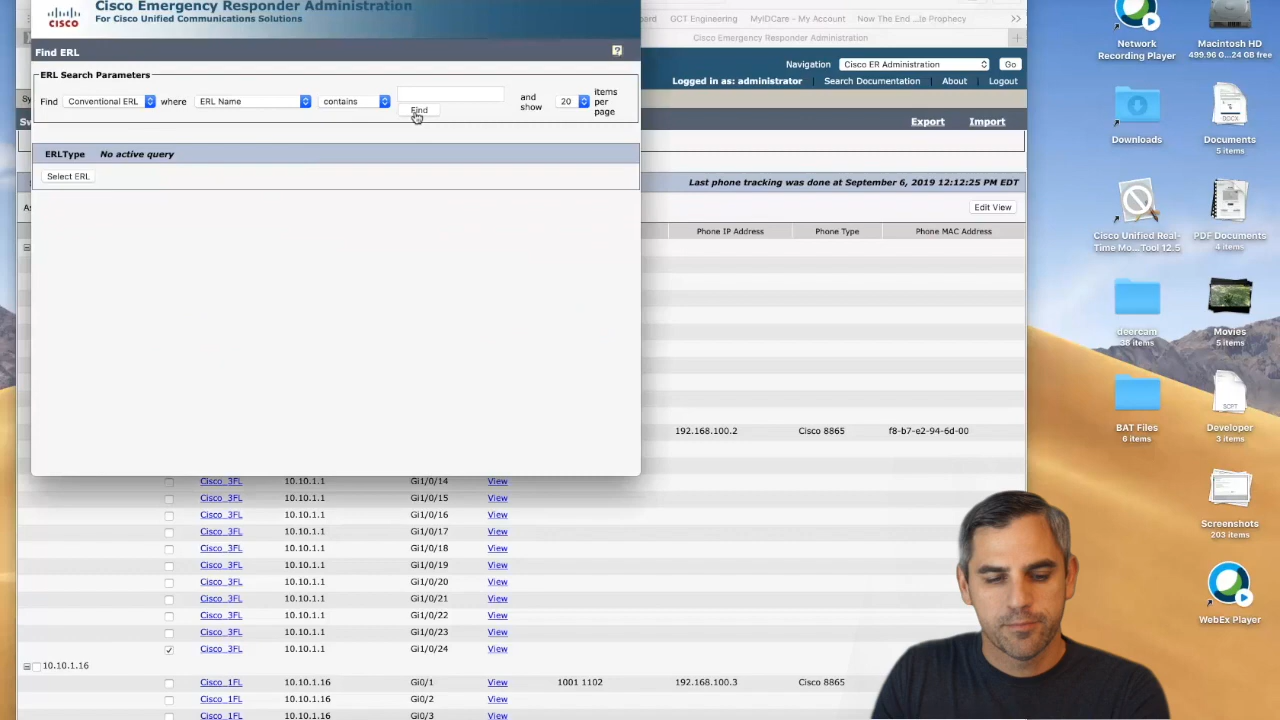 Cisco Emergency Responder Administration
For Cisco Unified Communications Solutions
CISCO
GCT Engineering
MyIDCare - My Account
Now The End ...la Prophecy
Cisco Emergency Responder Administration
Navigation
Cisco ER Administration
Go
Logged in as: administrator
Search Documentation
About
Logout
Export
Import
Find ERL
?
ERL Search Parameters
Find
Conventional ERL
where
ERL Name
contains
Find
and show
20
items per page
ERLType
No active query
Select ERL
Last phone tracking was done at September 6, 2019 12:12:25 PM EDT
Edit View
Phone IP Address
Phone Type
Phone MAC Address
192.168.100.2
Cisco 8865
f8-b7-e2-94-6d-00
Cisco_3FL 10.10.1.1 Gi1/0/14 View
Cisco_3FL 10.10.1.1 Gi1/0/15 View
Cisco_3FL 10.10.1.1 Gi1/0/16 View
Cisco_3FL 10.10.1.1 Gi1/0/17 View
Cisco_3FL 10.10.1.1 Gi1/0/18 View
Cisco_3FL 10.10.1.1 Gi1/0/19 View
Cisco_3FL 10.10.1.1 Gi1/0/20 View
Cisco_3FL 10.10.1.1 Gi1/0/21 View
Cisco_3FL 10.10.1.1 Gi1/0/22 View
Cisco_3FL 10.10.1.1 Gi1/0/23 View
Cisco_3FL 10.10.1.1 Gi1/0/24 View
10.10.1.16
Cisco_1FL 10.10.1.16 Gi0/1 View 1001 1102 192.168.100.3 Cisco 8865
Cisco_1FL 10.10.1.16 Gi0/2 View
Cisco_1FL 10.10.1.16 Gi0/3 View
Network
Recording Player
Macintosh HD
Downloads
DOCX
Documents
5 items
Cisco Unified Real-
Time Mo...Tool 12.5
PDF Documents
4 items
deercam
38 items
Movies
5 items
BAT Files
6 items
SCPT
Developer
3 items
Screenshots
203 items
WebEx Player